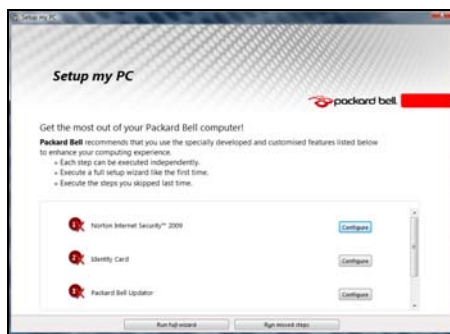 Setup my PC
Setup my PC
packard bell
Get the most out of your Packard Bell computer!
Packard Bell recommends that you use the specially developed and customised features listed below
to enhance your computing experience.
» Each step can be executed independently.
» Execute a full setup wizard like the first time.
» Execute the steps you skipped last time.
1 Norton Internet Security™ 2009 Configure
2 Identity Card Configure
3 Packard Bell Updator Configure
Run full wizard Run missed steps